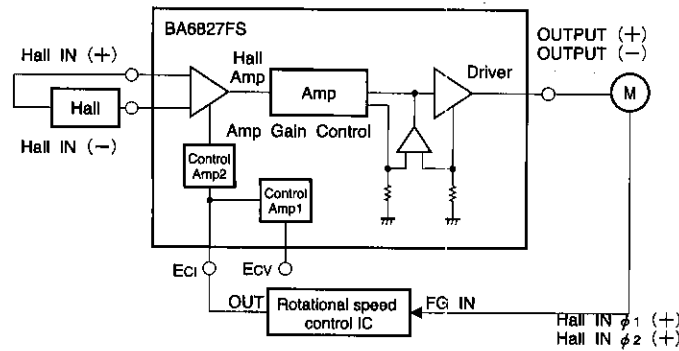 BA6827FS
Hall IN (+)
Hall
Hall IN (-)
Hall
Amp
Amp
Driver
OUTPUT (+)
OUTPUT (-)
M
Amp Gain Control
Control
Amp2
Control
Amp1
ECI
ECV
OUT
Rotational speed
control IC
FG IN
Hall IN ϕ1 (+)
Hall IN ϕ2 (+)